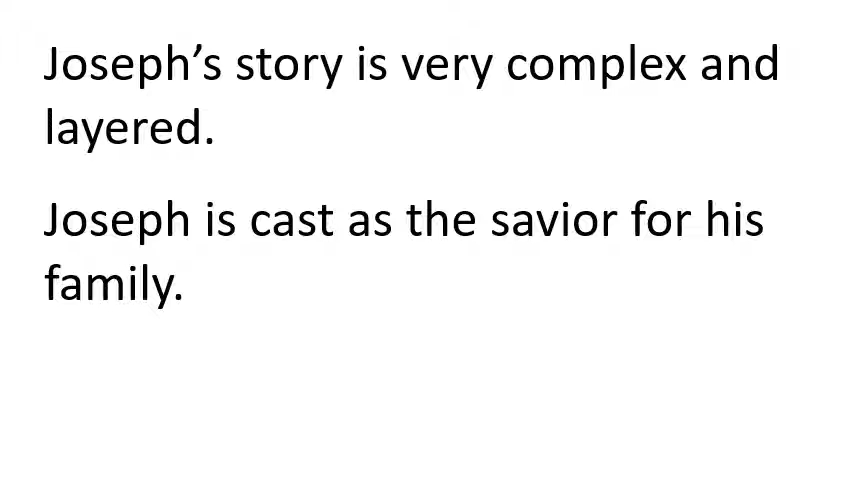 Joseph’s story is very complex and
layered.
Joseph is cast as the savior for his
family.